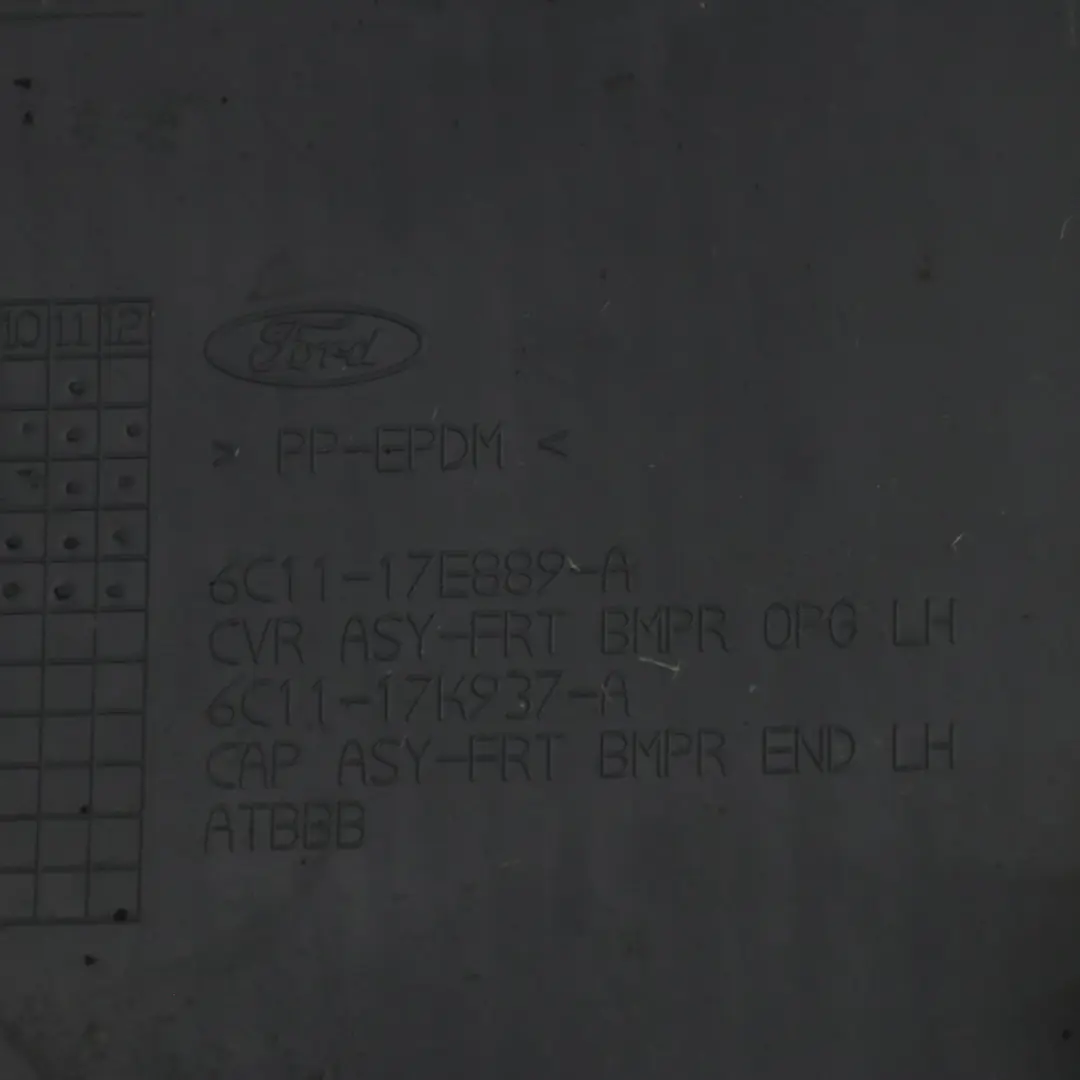 10 11 12
Ford
> PP-EPDM <
6C11-17E889-A
CVR ASY-FRT BMPR OPG LH
6C11-17K937-A
CAP ASY-FRT BMPR END LH
ATBBB